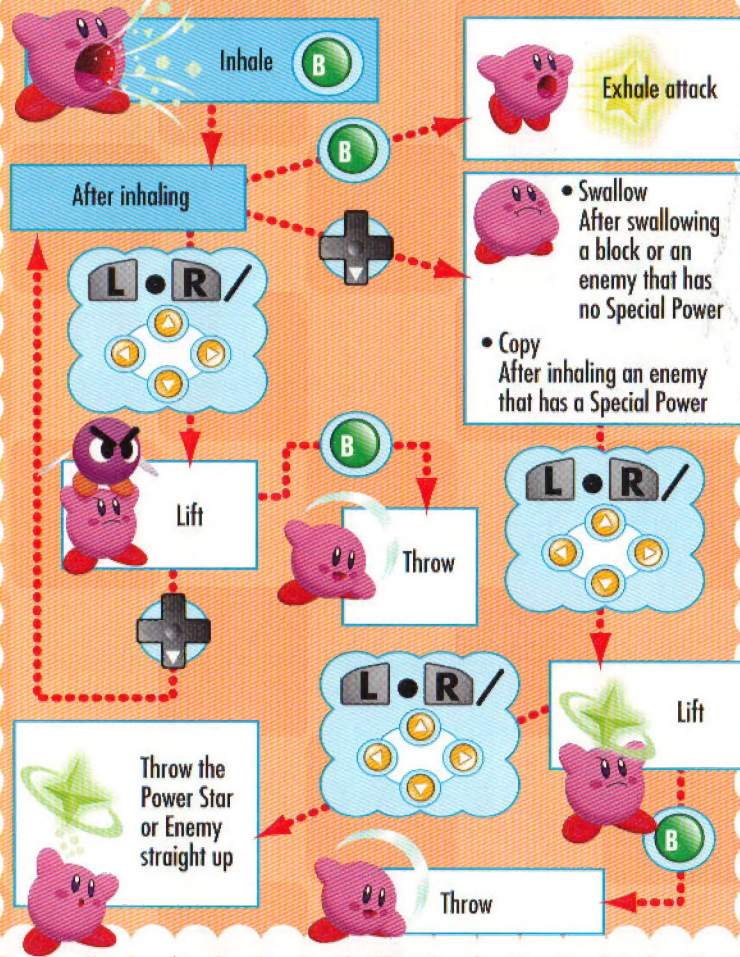 Inhale B
Exhale attack
B
After inhaling
• Swallow
After swallowing
a block or an
enemy that has
no Special Power
• Copy
After inhaling an enemy
that has a Special Power
L • R /
B
Lift
Throw
L • R /
L • R /
Lift
Throw the
Power Star
or Enemy
straight up
B
Throw